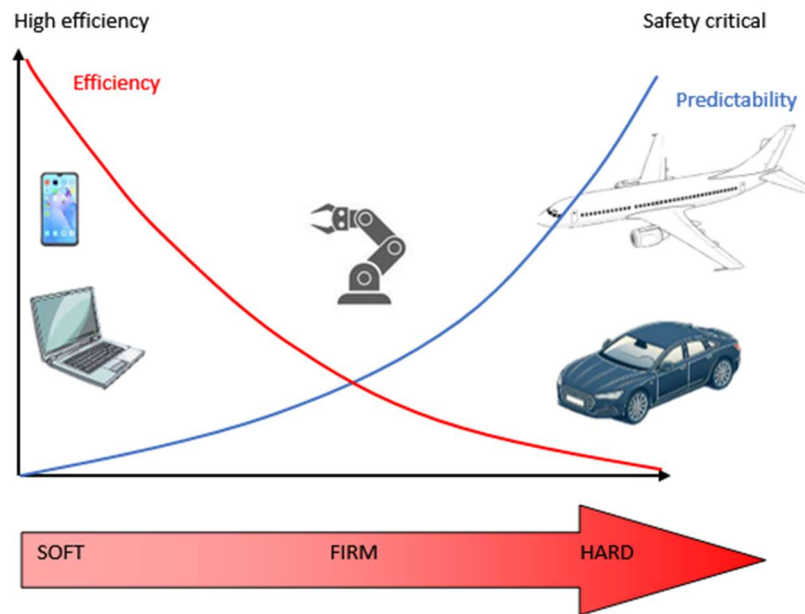 High efficiency
Safety critical
Efficiency
Predictability
SOFT
FIRM
HARD